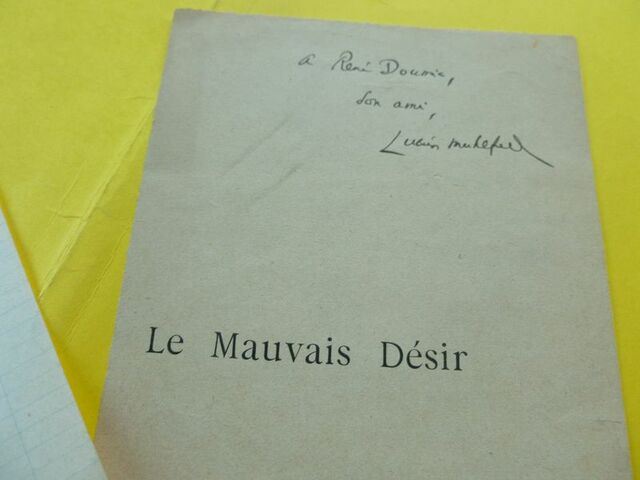 a René Doumic,
son ami,
Lucien Muhlfeld
Le Mauvais Désir